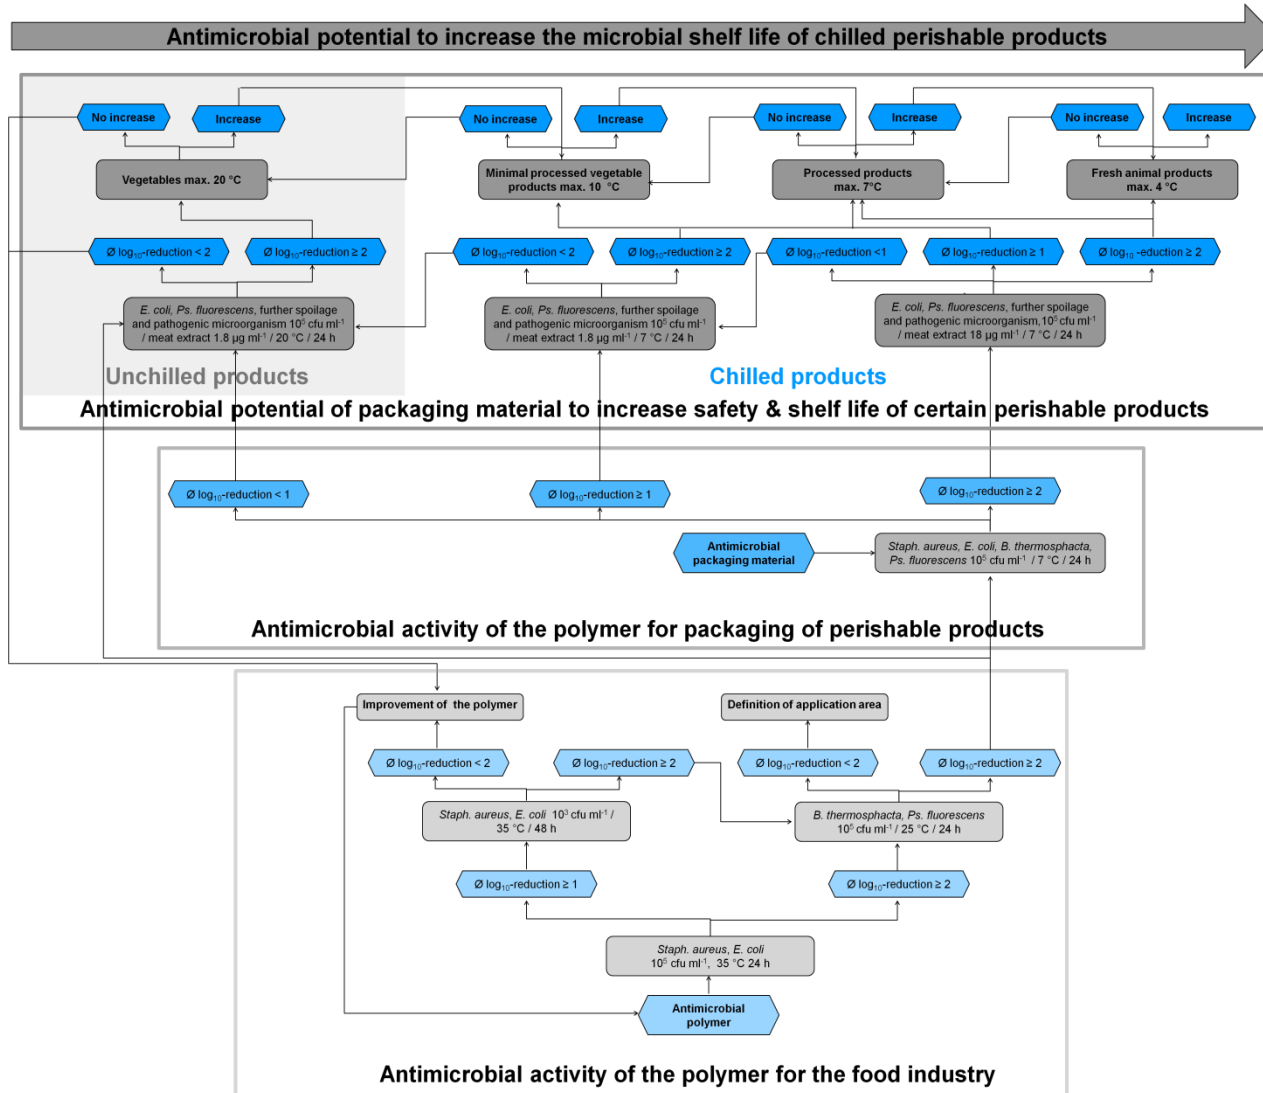 Antimicrobial potential to increase the microbial shelf life of chilled perishable products
No increase
Increase
No increase
Increase
No increase
Increase
No increase
Increase
Vegetables max. 20 °C
Minimal processed vegetable
products max. 10 °C
Processed products
max. 7°C
Fresh animal products
max. 4 °C
Ø log₁₀-reduction < 2
Ø log₁₀-reduction ≥ 2
Ø log₁₀-reduction < 2
Ø log₁₀-reduction ≥ 2
Ø log₁₀-reduction <1
Ø log₁₀-reduction ≥ 1
Ø log₁₀ -eduction ≥ 2
E. coli, Ps. fluorescens, further spoilage
and pathogenic microorganism 10⁵ cfu ml⁻¹
/ meat extract 1.8 µg ml⁻¹ / 20 °C / 24 h
E. coli, Ps. fluorescens, further spoilage
and pathogenic microorganism 10⁵ cfu ml⁻¹
/ meat extract 1.8 µg ml⁻¹ / 7 °C / 24 h
E. coli, Ps. fluorescens, further spoilage
and pathogenic microorganism, 10⁵ cfu ml⁻¹
/ meat extract 18 µg ml⁻¹ / 7 °C / 24 h
Unchilled products
Chilled products
Antimicrobial potential of packaging material to increase safety & shelf life of certain perishable products
Ø log₁₀-reduction < 1
Ø log₁₀-reduction ≥ 1
Ø log₁₀-reduction ≥ 2
Antimicrobial
packaging material
Staph. aureus, E. coli, B. thermosphacta,
Ps. fluorescens 10⁵ cfu ml⁻¹ / 7 °C / 24 h
Antimicrobial activity of the polymer for packaging of perishable products
Improvement of the polymer
Definition of application area
Ø log₁₀-reduction < 2
Ø log₁₀-reduction ≥ 2
Ø log₁₀-reduction < 2
Ø log₁₀-reduction ≥ 2
Staph. aureus, E. coli 10³ cfu ml⁻¹ /
35 °C / 48 h
B. thermosphacta, Ps. fluorescens
10⁵ cfu ml⁻¹ / 25 °C / 24 h
Ø log₁₀-reduction ≥ 1
Ø log₁₀-reduction ≥ 2
Staph. aureus, E. coli
10⁵ cfu ml⁻¹, 35 °C 24 h
Antimicrobial
polymer
Antimicrobial activity of the polymer for the food industry